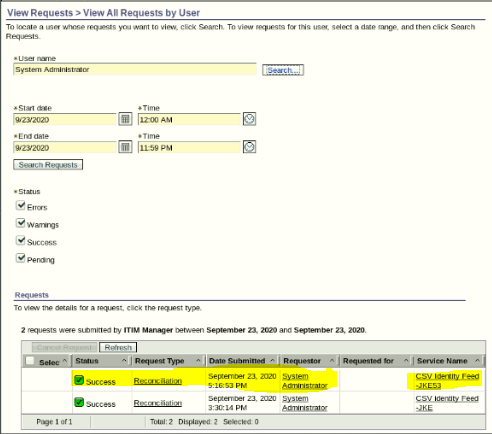 View Requests > View All Requests by User
To locate a user whose requests you want to view, click Search. To view requests for this user, select a date range, and then click Search
Requests.
*User name
System Administrator
Search...
*Start date *Time
9/23/2020 12:00 AM
*End date *Time
9/23/2020 11:59 PM
Search Requests
*Status
Errors
Warnings
Success
Pending
Requests
To view the details for a request, click the request type.
2 requests were submitted by ITIM Manager between September 23, 2020 and September 23, 2020.
Cancel Request Refresh
Selec ^ Status ^ Request Type ^ Date Submitted ^ Requestor ^ Requested for ^ Service Name ^
Success Reconciliation September 23, 2020 System CSV Identity Feed
5:16:53 PM Administrator -JKE53
Success Reconciliation September 23, 2020 System CSV Identity Feed
3:30:14 PM Administrator -JKE
Page 1 of 1 Total: 2 Displayed: 2 Selected: 0